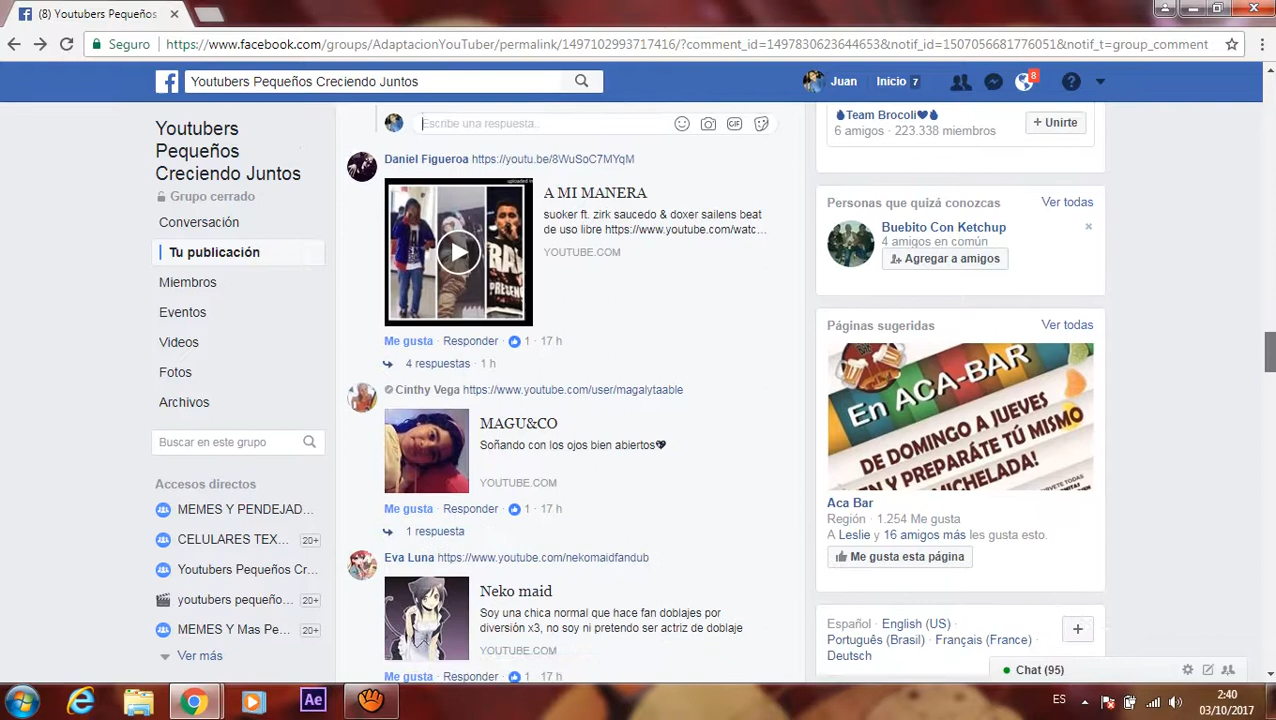 (8) Youtubers Pequeños
Seguro
https://www.facebook.com/groups/AdaptacionYouTuber/permalink/1497102993717416/?comment_id=1497830623644653&notif_id=1507056681776051&notif_t=group_comment
Youtubers Pequeños Creciendo Juntos
Juan
Inicio 7
8
Youtubers
Pequeños
Creciendo Juntos
Grupo cerrado
Conversación
Tu publicación
Miembros
Eventos
Videos
Fotos
Archivos
Buscar en este grupo
Accesos directos
MEMES Y PENDEJAD...
CELULARES TEX... 20+
Youtubers Pequeños Cr...
youtubers pequeño... 20+
MEMES Y Mas Pe... 20+
Ver más
Escribe una respuesta...
Daniel Figueroa https://youtu.be/8WuSoC7MYqM
A MI MANERA
suoker ft. zirk saucedo & doxer sailens beat
de uso libre https://www.youtube.com/watc...
YOUTUBE.COM
Me gusta · Responder · 1 · 17 h
4 respuestas · 1 h
Cinthy Vega https://www.youtube.com/user/magalytaable
MAGU&CO
Soñando con los ojos bien abiertos
YOUTUBE.COM
Me gusta · Responder · 1 · 17 h
1 respuesta
Eva Luna https://www.youtube.com/nekomaidfandub
Neko maid
Soy una chica normal que hace fan doblajes por
diversión x3, no soy ni pretendo ser actriz de doblaje
YOUTUBE.COM
Me gusta · Responder · 1 · 17 h
Team Brocoli
6 amigos · 223.338 miembros
+ Unirte
Personas que quizá conozcas
Ver todas
Buebito Con Ketchup
4 amigos en común
Agregar a amigos
Páginas sugeridas
Ver todas
En ACA-BAR
DE DOMINGO A JUEVES
EN Y PREPARÁTE TÚ MISMO
MICHELADA!
Aca Bar
Región · 1.254 Me gusta
A Leslie y 16 amigos más les gusta esto.
Me gusta esta página
Español · English (US) ·
Português (Brasil) · Français (France) ·
Deutsch
Chat (95)
Ae
ES
2:40
03/10/2017